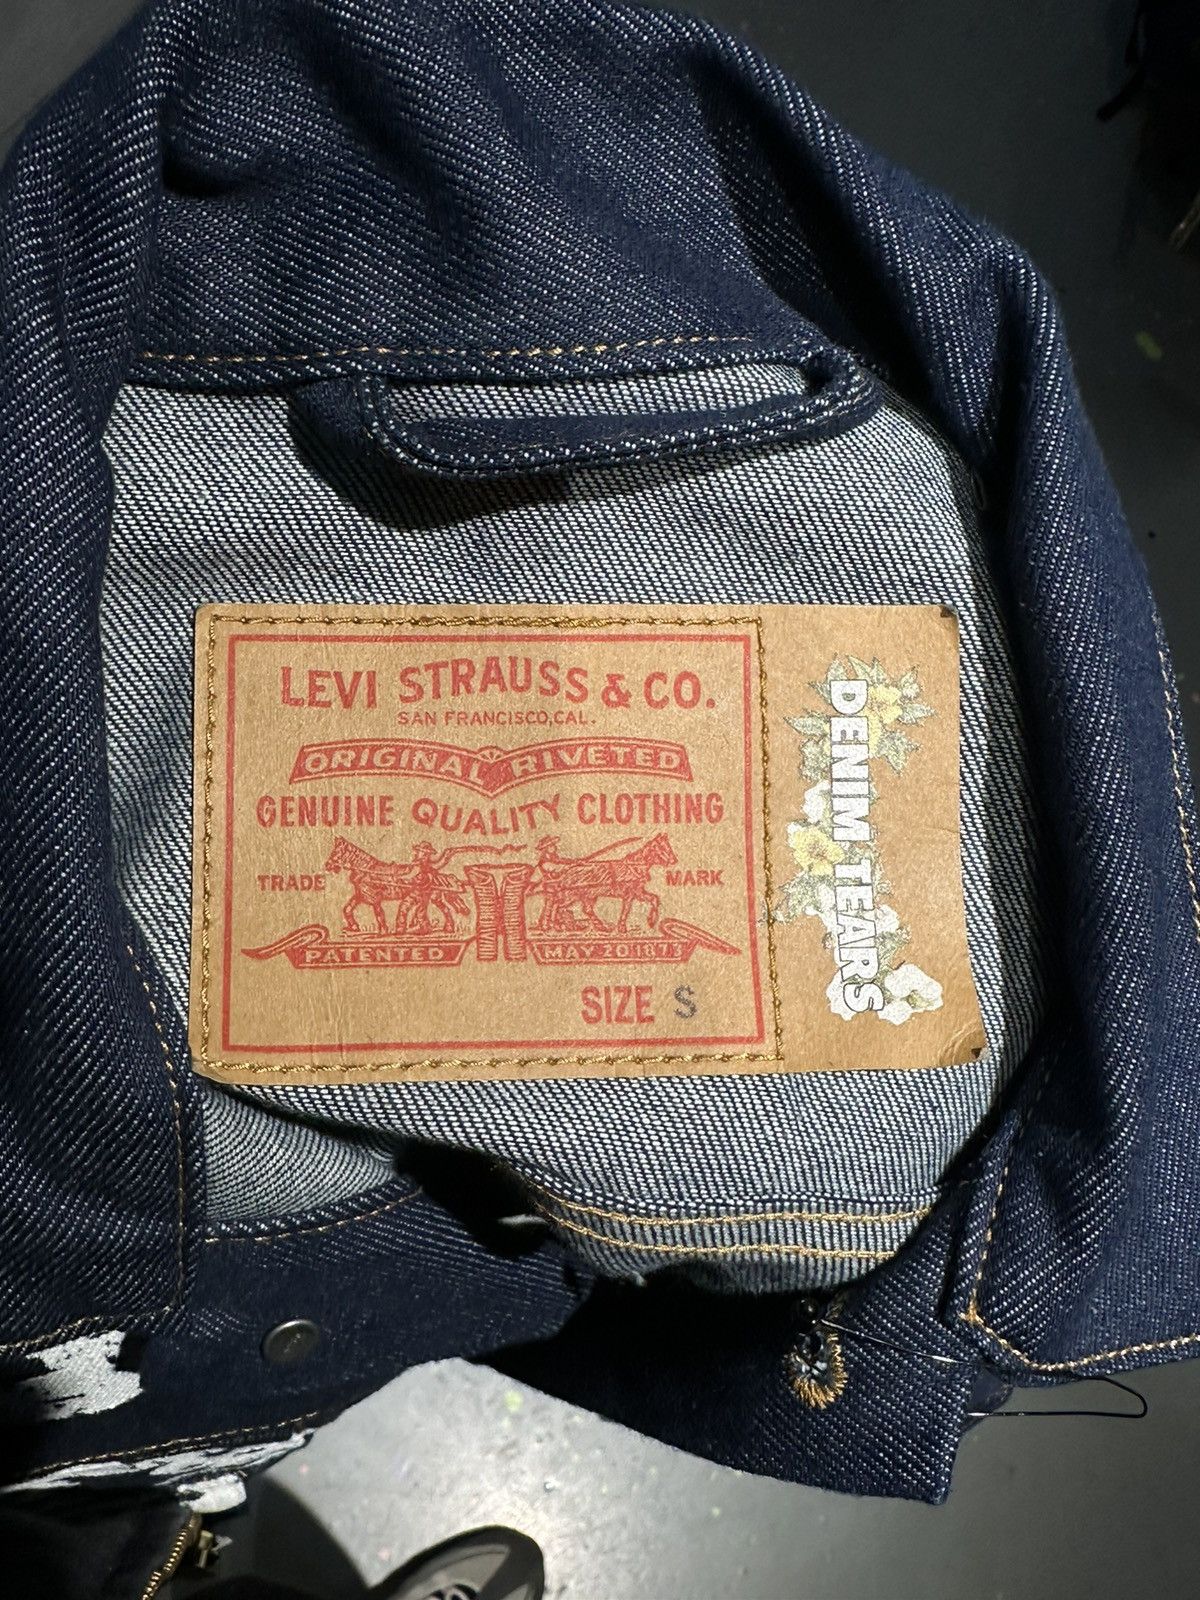 LEVI STRAUSS & CO.
SAN FRANCISCO, CAL.
ORIGINAL RIVETED
GENUINE QUALITY CLOTHING
TRADE MARK
PATENTED MAY 20 1873
SIZE S
DENIM TEARS